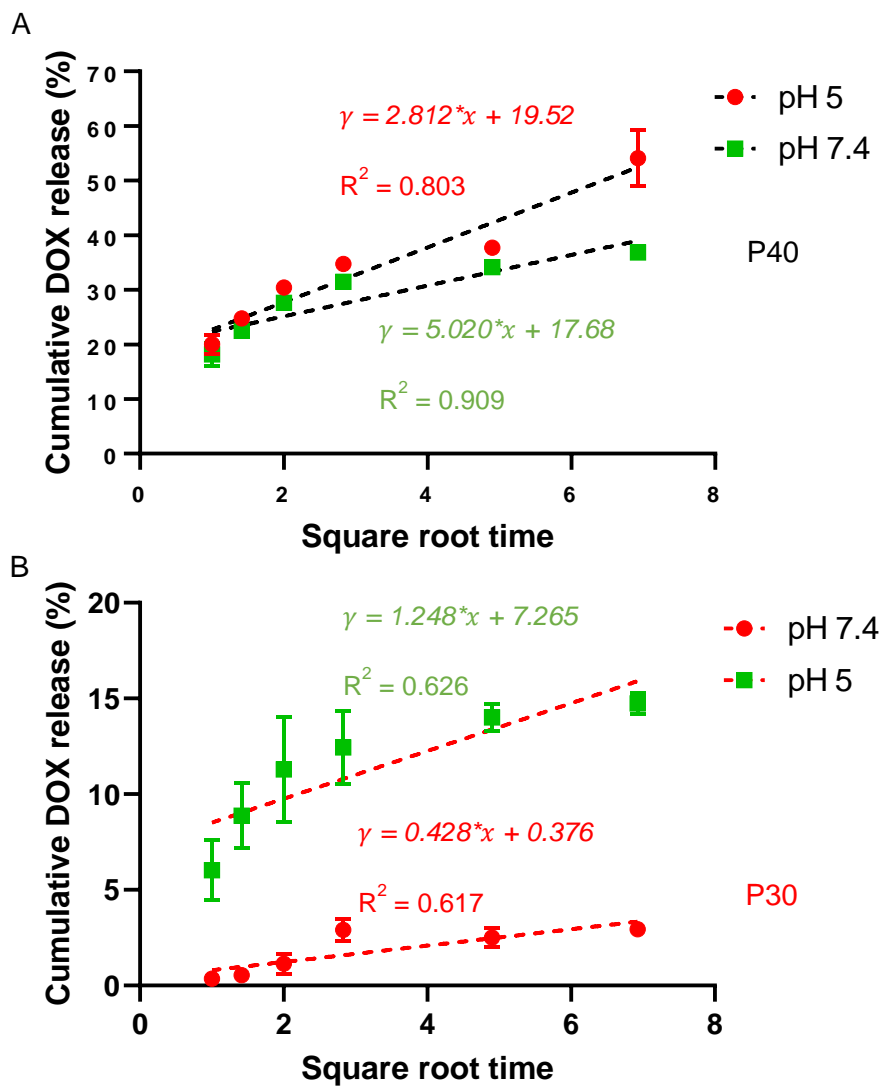 A
Cumulative DOX release (%)
70
60
50
40
30
20
10
0
0
2
4
6
8
Square root time
γ = 2.812*x + 19.52
R² = 0.803
γ = 5.020*x + 17.68
R² = 0.909
pH 5
pH 7.4
P40
B
Cumulative DOX release (%)
20
15
10
5
0
0
2
4
6
8
Square root time
γ = 1.248*x + 7.265
R² = 0.626
γ = 0.428*x + 0.376
R² = 0.617
pH 7.4
pH 5
P30